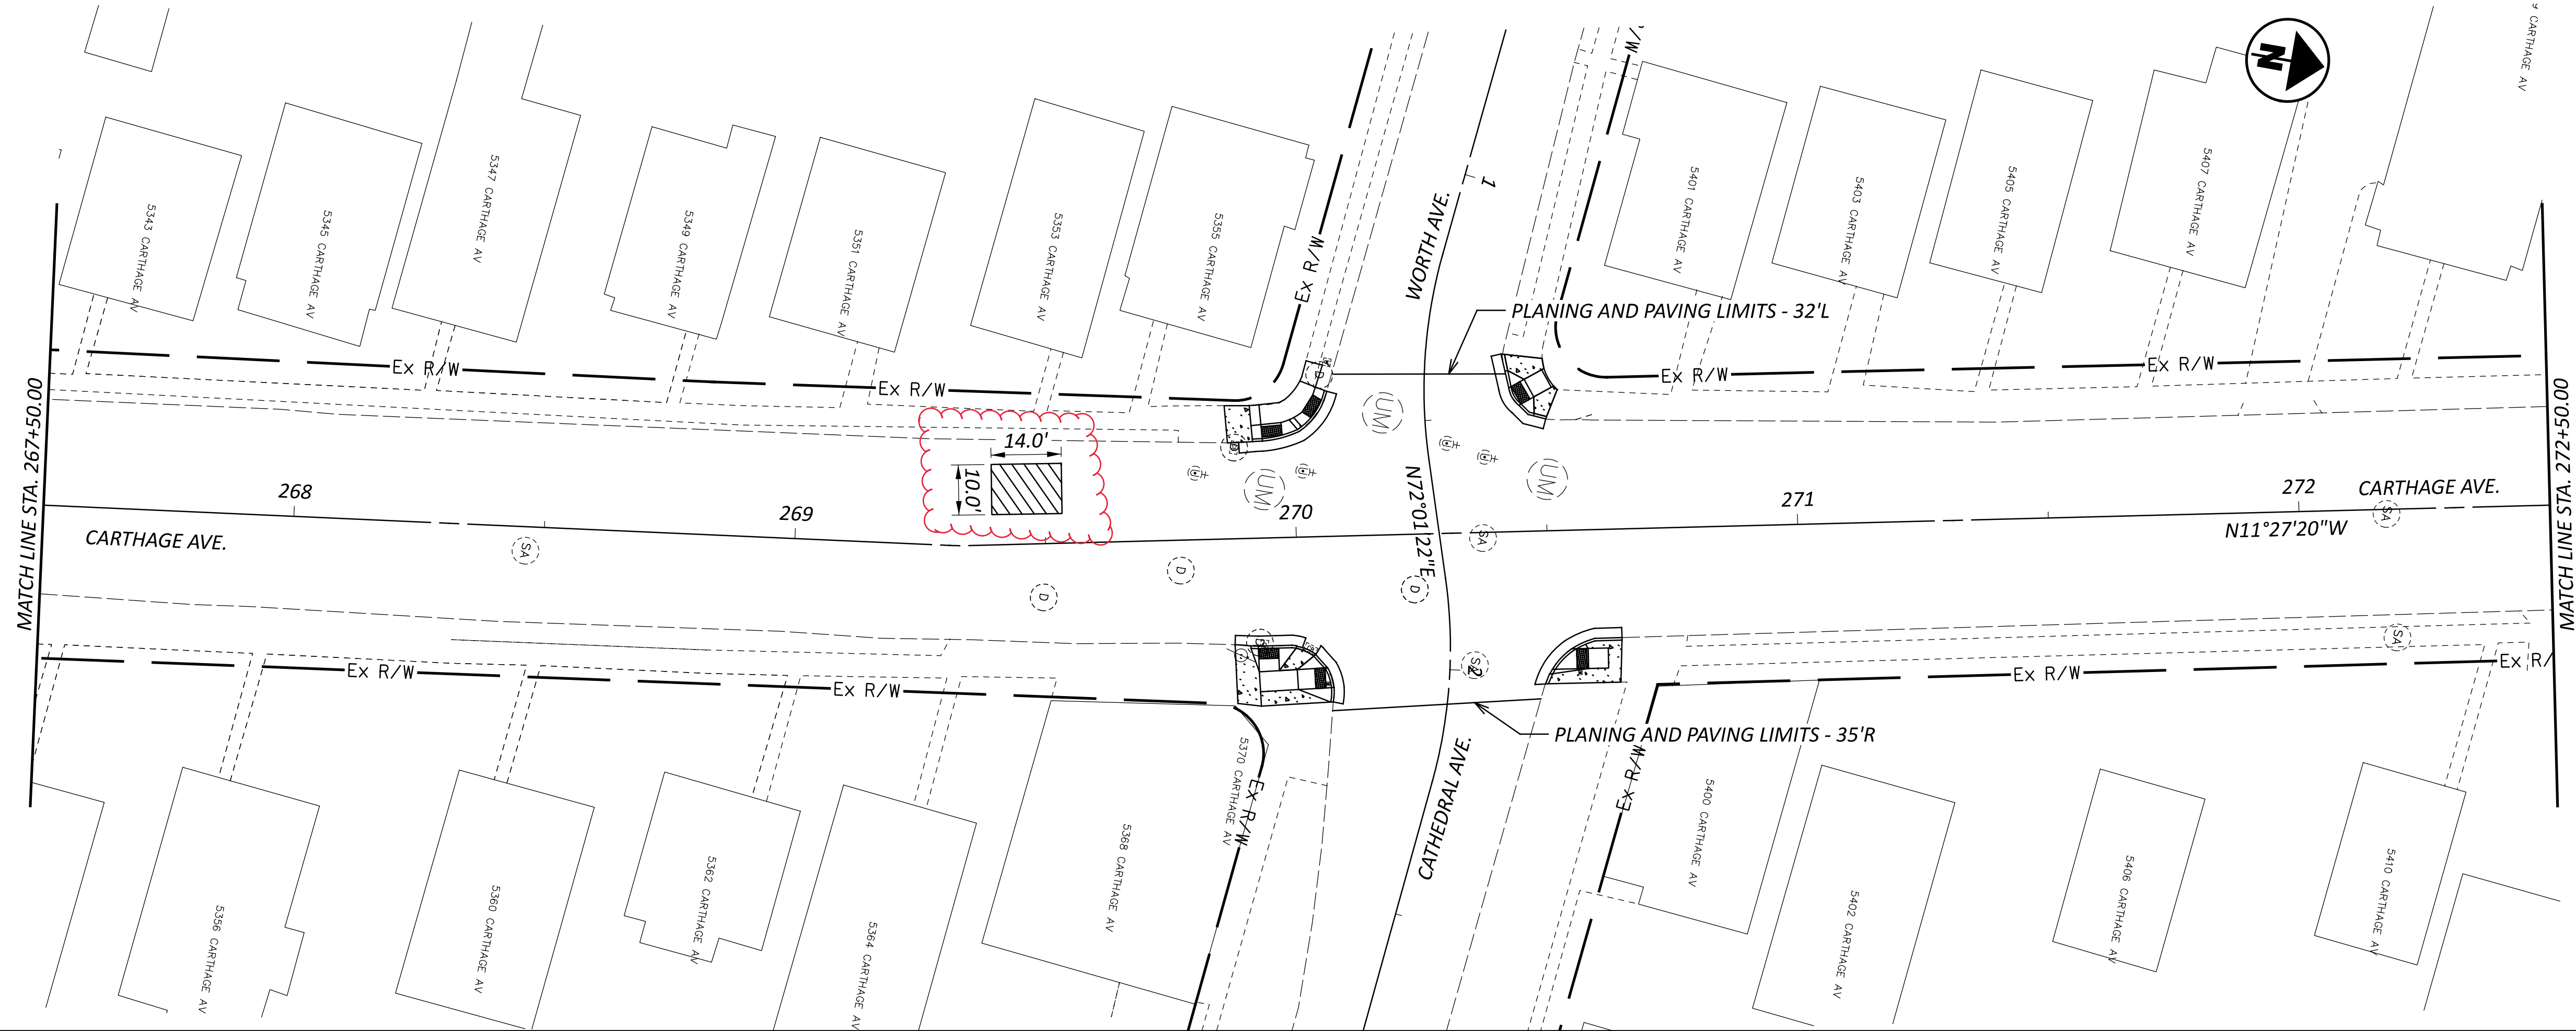 N
MATCH LINE STA. 267+50.00
MATCH LINE STA. 272+50.00
5343 CARTHAGE AV
5345 CARTHAGE AV
5347 CARTHAGE AV
5349 CARTHAGE AV
5351 CARTHAGE AV
5353 CARTHAGE AV
5355 CARTHAGE AV
5401 CARTHAGE AV
5403 CARTHAGE AV
5405 CARTHAGE AV
5407 CARTHAGE AV
CARTHAGE AV
WORTH AVE.
1
PLANING AND PAVING LIMITS - 32'L
Ex R/W
Ex R/W
Ex R/W
Ex R/W
Ex R/W
14.0'
10.0'
D
UM
UM
UM
268
269
270
271
272
CARTHAGE AVE.
CARTHAGE AVE.
N11°27'20"W
N72°01'22"E
SA
SA
SA
SA
SA
D
D
D
2
Ex R/W
Ex R/W
Ex R/W
Ex R/
PLANING AND PAVING LIMITS - 35'R
Ex R/W
Ex R/W
CATHEDRAL AVE.
5356 CARTHAGE AV
5360 CARTHAGE AV
5362 CARTHAGE AV
5364 CARTHAGE AV
5368 CARTHAGE AV
5370 CARTHAGE AV
5400 CARTHAGE AV
5402 CARTHAGE AV
5406 CARTHAGE AV
5410 CARTHAGE AV